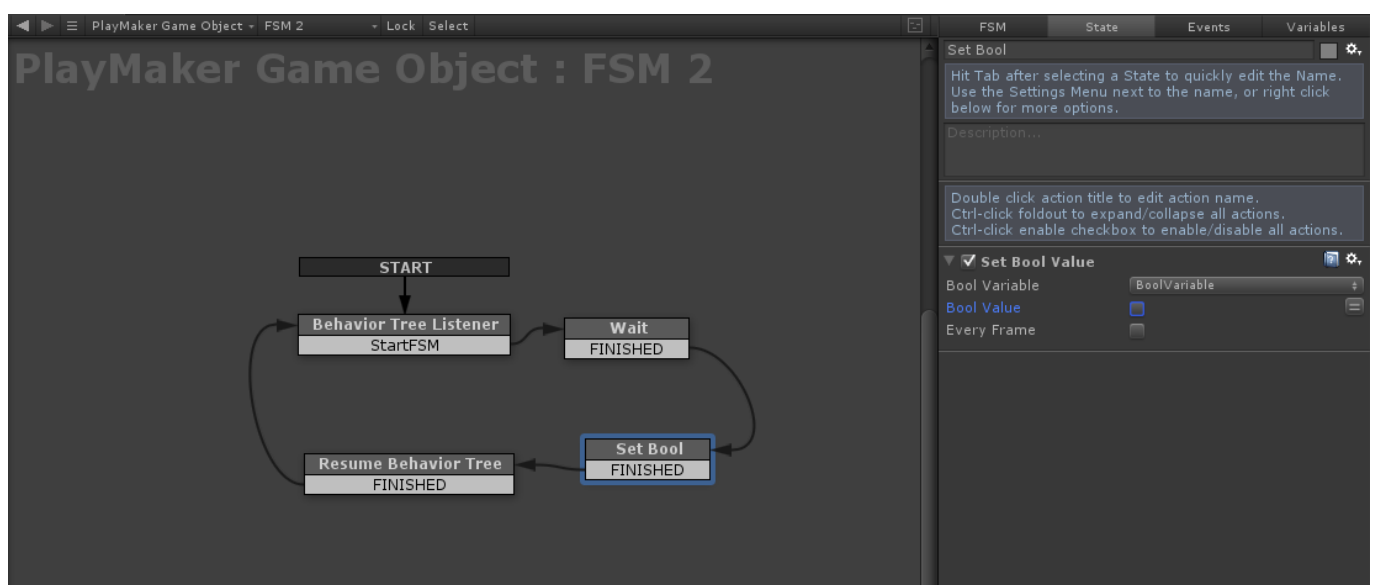 PlayMaker Game Object FSM 2 Lock Select
PlayMaker Game Object : FSM 2
START
Behavior Tree Listener
StartFSM
Wait
FINISHED
Set Bool
FINISHED
Resume Behavior Tree
FINISHED
FSM State Events Variables
Set Bool
Hit Tab after selecting a State to quickly edit the Name.
Use the Settings Menu next to the name, or right click
below for more options.
Description...
Double click action title to edit action name.
Ctrl-click foldout to expand/collapse all actions.
Ctrl-click enable checkbox to enable/disable all actions.
Set Bool Value
Bool Variable BoolVariable
Bool Value
Every Frame